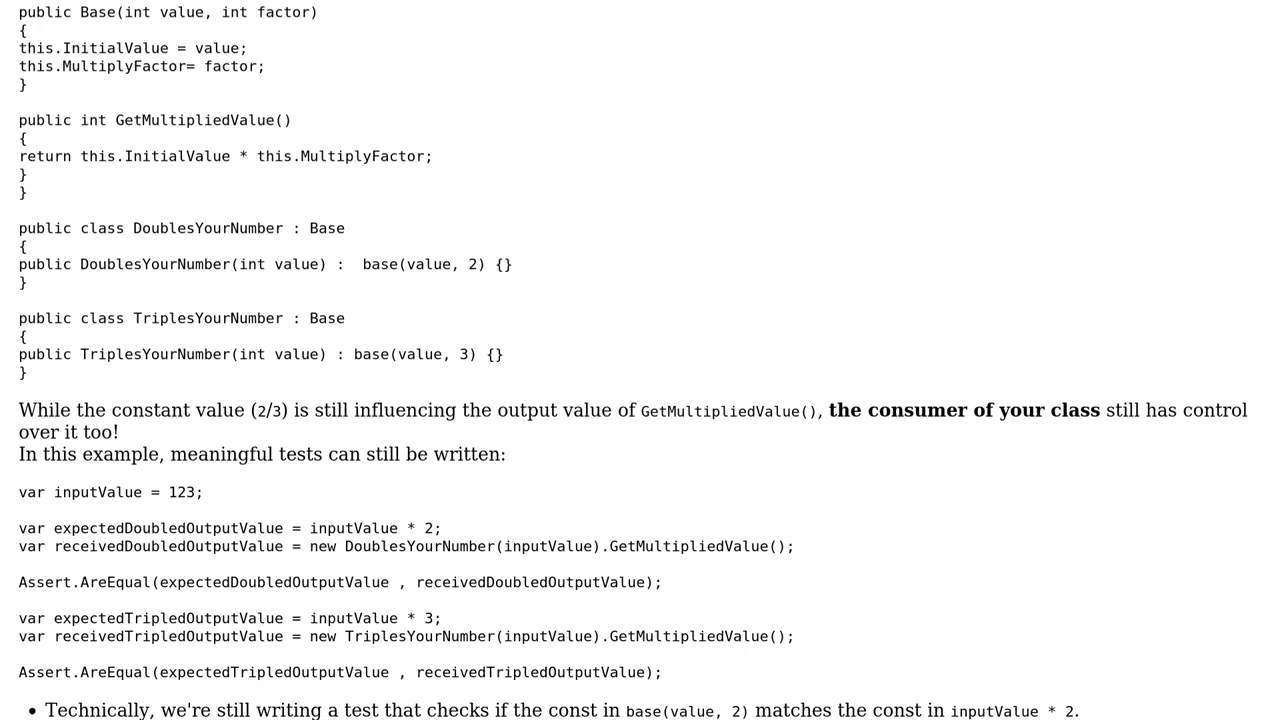 public Base(int value, int factor)
{
this.InitialValue = value;
this.MultiplyFactor= factor;
}
public int GetMultipliedValue()
{
return this.InitialValue * this.MultiplyFactor;
}
}
public class DoublesYourNumber : Base
{
public DoublesYourNumber(int value) :  base(value, 2) {}
}
public class TriplesYourNumber : Base
{
public TriplesYourNumber(int value) : base(value, 3) {}
}
While the constant value (2/3) is still influencing the output value of GetMultipliedValue(), the consumer of your class still has control
over it too!
In this example, meaningful tests can still be written:
var inputValue = 123;
var expectedDoubledOutputValue = inputValue * 2;
var receivedDoubledOutputValue = new DoublesYourNumber(inputValue).GetMultipliedValue();
Assert.AreEqual(expectedDoubledOutputValue , receivedDoubledOutputValue);
var expectedTripledOutputValue = inputValue * 3;
var receivedTripledOutputValue = new TriplesYourNumber(inputValue).GetMultipliedValue();
Assert.AreEqual(expectedTripledOutputValue , receivedTripledOutputValue);
• Technically, we're still writing a test that checks if the const in base(value, 2) matches the const in inputValue * 2.